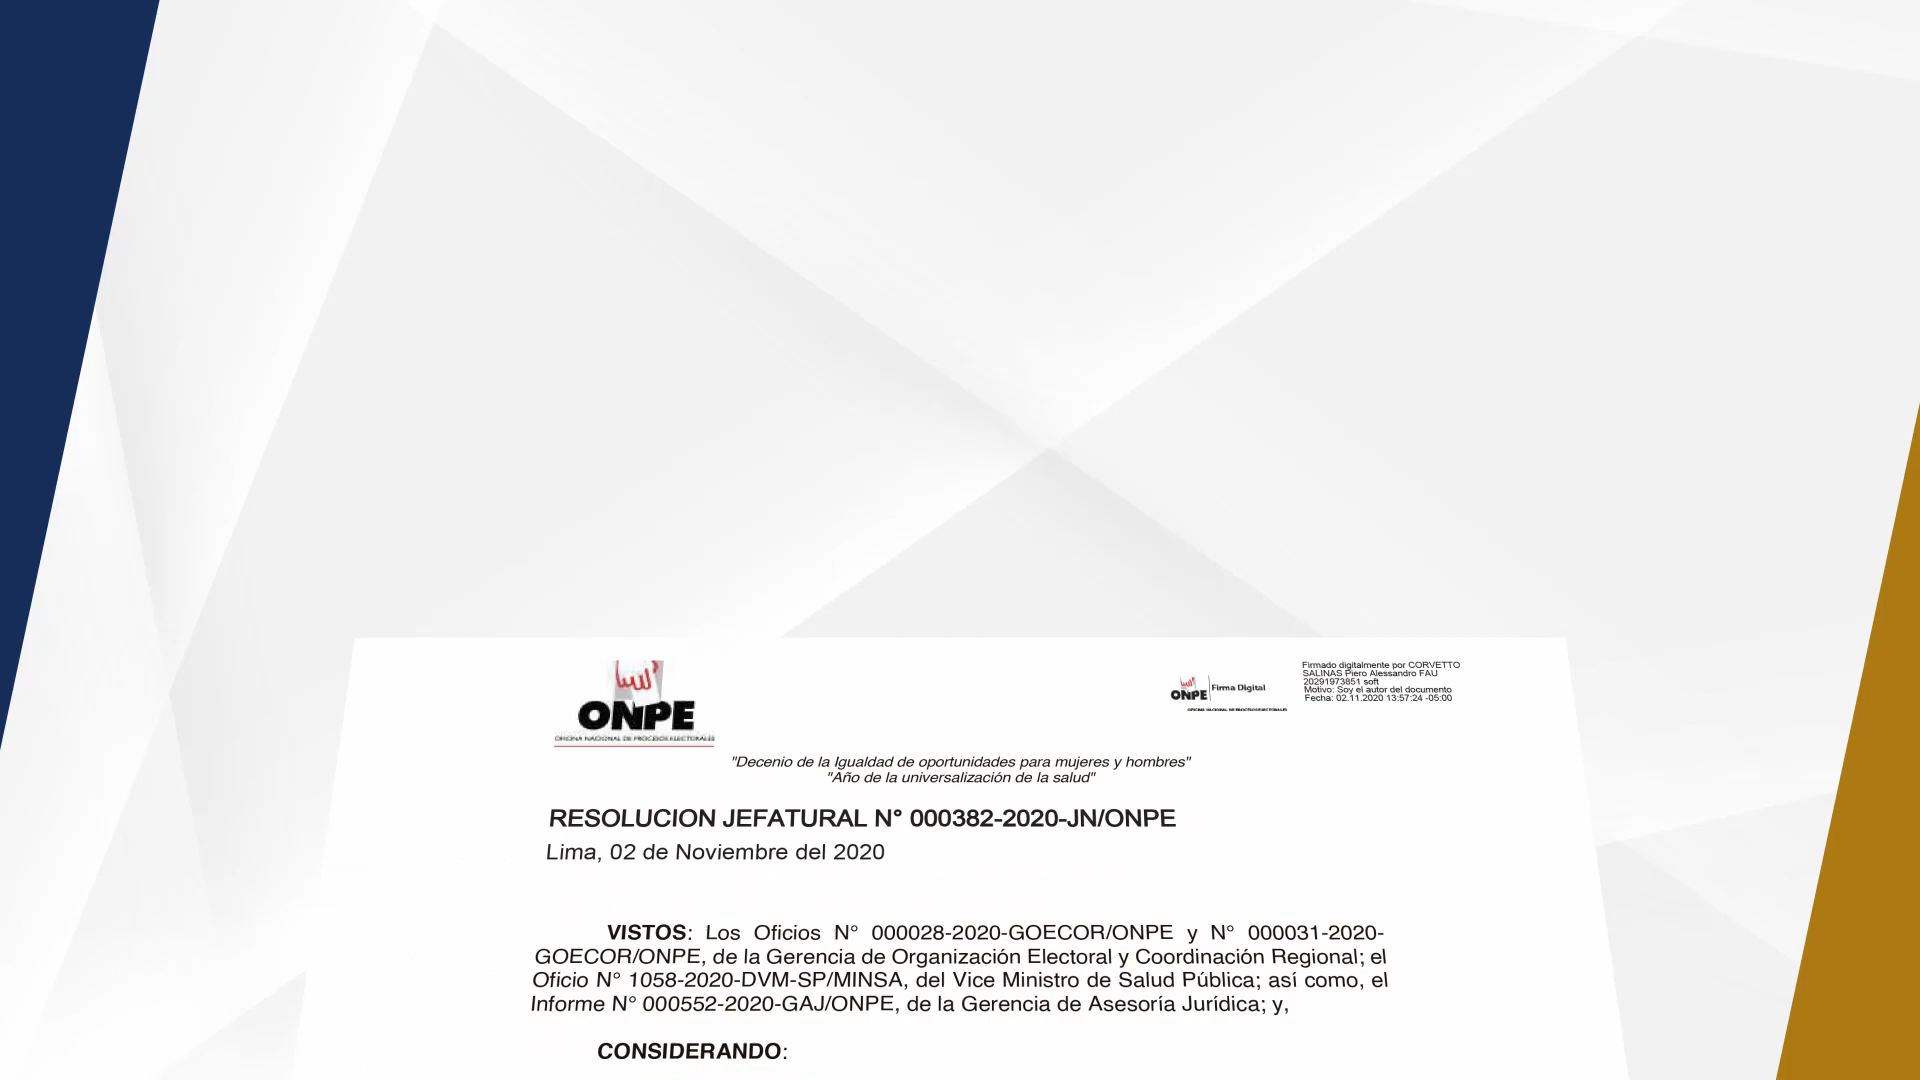 ONPE
OFICINA NACIONAL DE PROCESOS ELECTORALES
ONPE
Firma Digital
OFICINA NACIONAL DE PROCESOS ELECTORALES
Firmado digitalmente por CORVETTO
SALINAS Piero Alessandro FAU
20291973851 soft
Motivo: Soy el autor del documento
Fecha: 02.11.2020 13:57:24 -05:00
"Decenio de la Igualdad de oportunidades para mujeres y hombres"
"Año de la universalización de la salud"
RESOLUCION JEFATURAL N° 000382-2020-JN/ONPE
Lima, 02 de Noviembre del 2020
VISTOS: Los Oficios N° 000028-2020-GOECOR/ONPE y N° 000031-2020-
GOECOR/ONPE, de la Gerencia de Organización Electoral y Coordinación Regional; el
Oficio N° 1058-2020-DVM-SP/MINSA, del Vice Ministro de Salud Pública; así como, el
Informe N° 000552-2020-GAJ/ONPE, de la Gerencia de Asesoría Jurídica; y,
CONSIDERANDO: